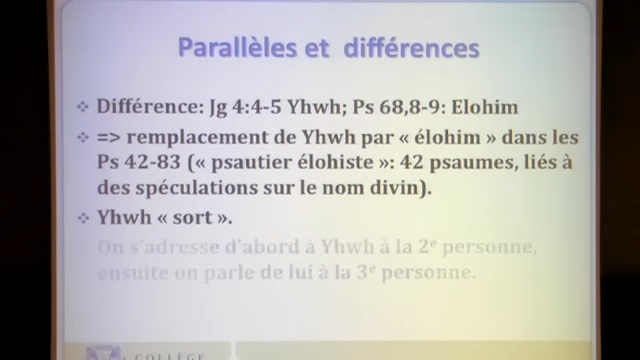 Parallèles et différences
❖ Différence: Jg 4:4-5 Yhwh; Ps 68,8-9: Elohim
❖ => remplacement de Yhwh par « élohim » dans les
Ps 42-83 (« psautier élohiste »: 42 psaumes, liés à
des spéculations sur le nom divin).
❖ Yhwh « sort ».
On s'adresse d'abord à Yhwh à la 2e personne,
ensuite on parle de lui à la 3e personne.
COLLÈGE